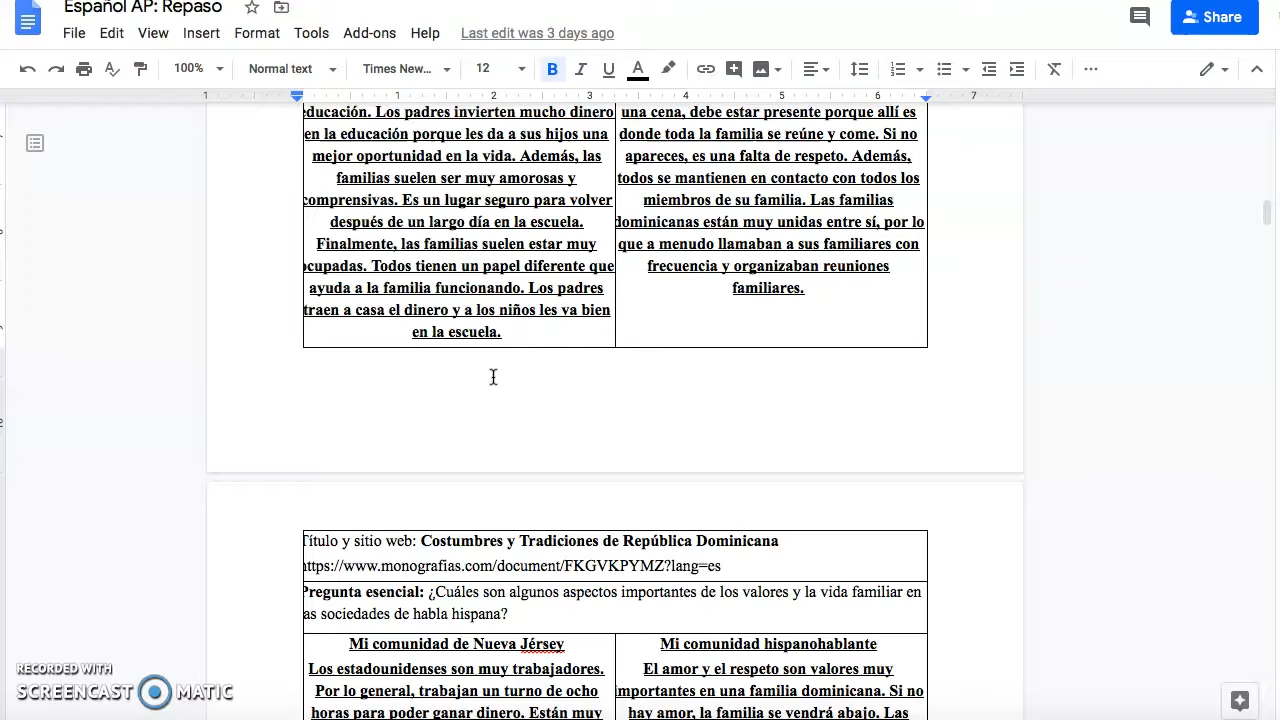 Español AP: Repaso
File Edit View Insert Format Tools Add-ons Help Last edit was 3 days ago
Share
100% Normal text Times New... 12 B I U A
1 1 2 3 4 5 6 7
educación. Los padres invierten mucho dinero
en la educación porque les da a sus hijos una
mejor oportunidad en la vida. Además, las
familias suelen ser muy amorosas y
comprensivas. Es un lugar seguro para volver
después de un largo día en la escuela.
Finalmente, las familias suelen estar muy
ocupadas. Todos tienen un papel diferente que
ayuda a la familia funcionando. Los padres
traen a casa el dinero y a los niños les va bien
en la escuela.
una cena, debe estar presente porque allí es
donde toda la familia se reúne y come. Si no
apareces, es una falta de respeto. Además,
todos se mantienen en contacto con todos los
miembros de su familia. Las familias
dominicanas están muy unidas entre sí, por lo
que a menudo llamaban a sus familiares con
frecuencia y organizaban reuniones
familiares.
Título y sitio web: Costumbres y Tradiciones de República Dominicana
https://www.monografias.com/document/FKGVKPYMZ?lang=es
Pregunta esencial: ¿Cuáles son algunos aspectos importantes de los valores y la vida familiar en
las sociedades de habla hispana?
Mi comunidad de Nueva Jérsey
Los estadounidenses son muy trabajadores.
Por lo general, trabajan un turno de ocho
horas para poder ganar dinero. Están muy
Mi comunidad hispanohablante
El amor y el respeto son valores muy
importantes en una familia dominicana. Si no
hay amor, la familia se vendrá abajo. Las
RECORDED WITH
SCREENCAST MATIC